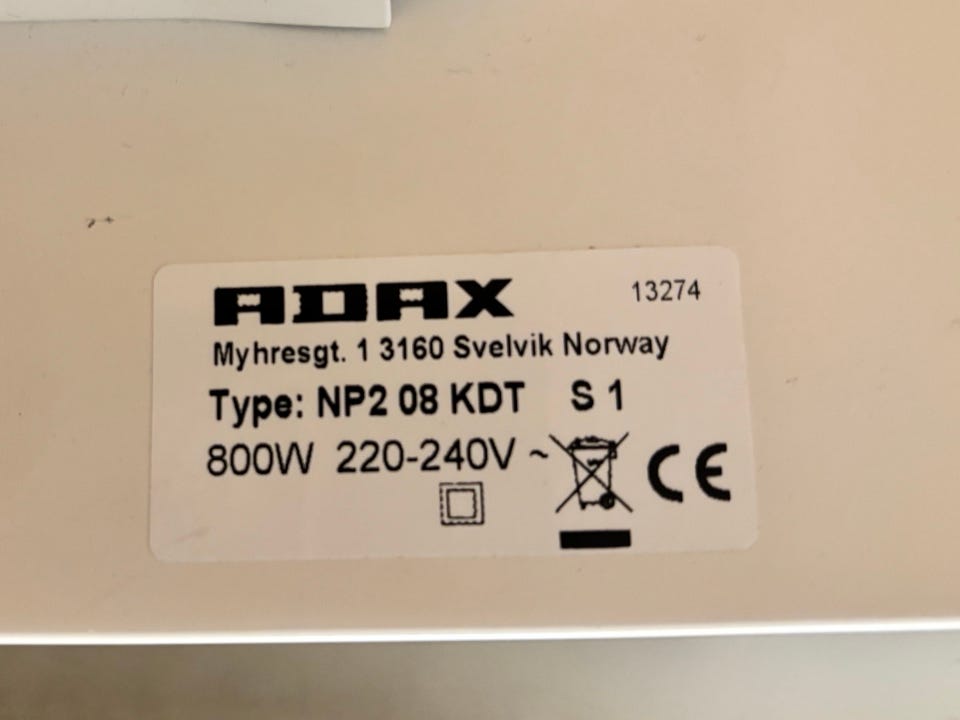 ADAX
13274
Myhresgt. 1 3160 Svelvik Norway
Type: NP2 08 KDT S 1
800W 220-240V ~
CE